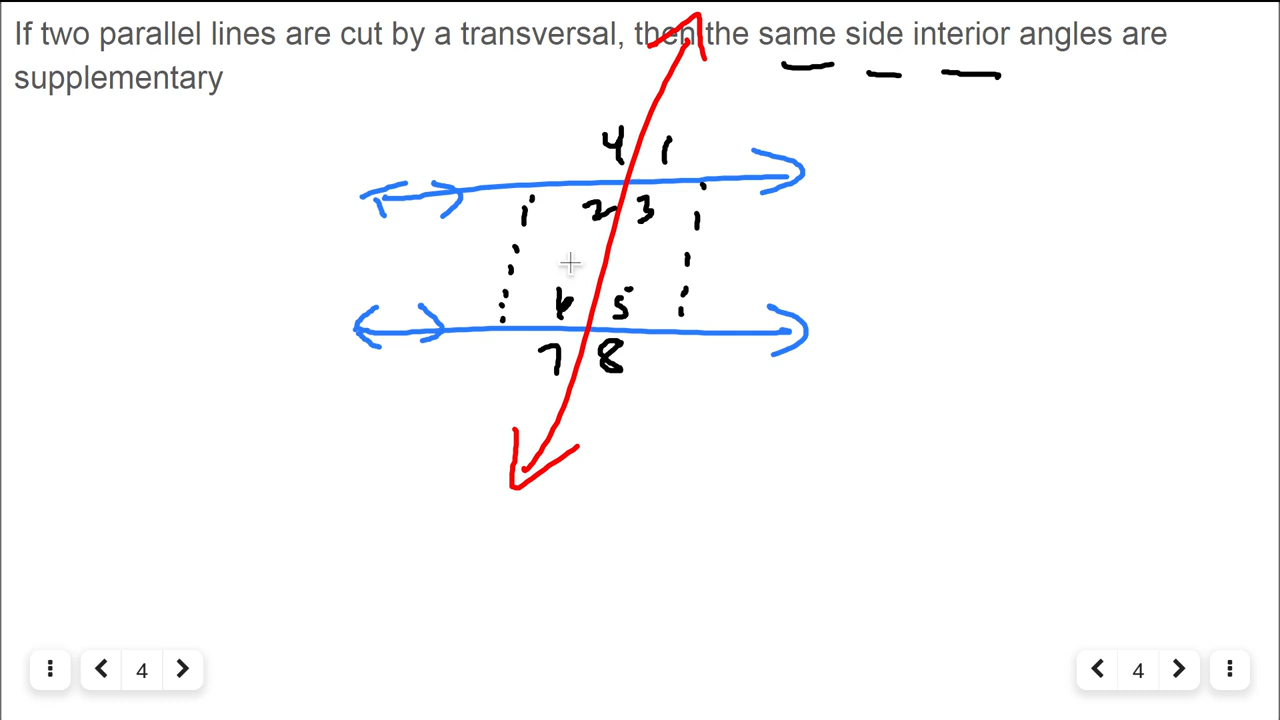 If two parallel lines are cut by a transversal, then the same side interior angles are
supplementary
4 1
2 3
6 5
7 8
4 4